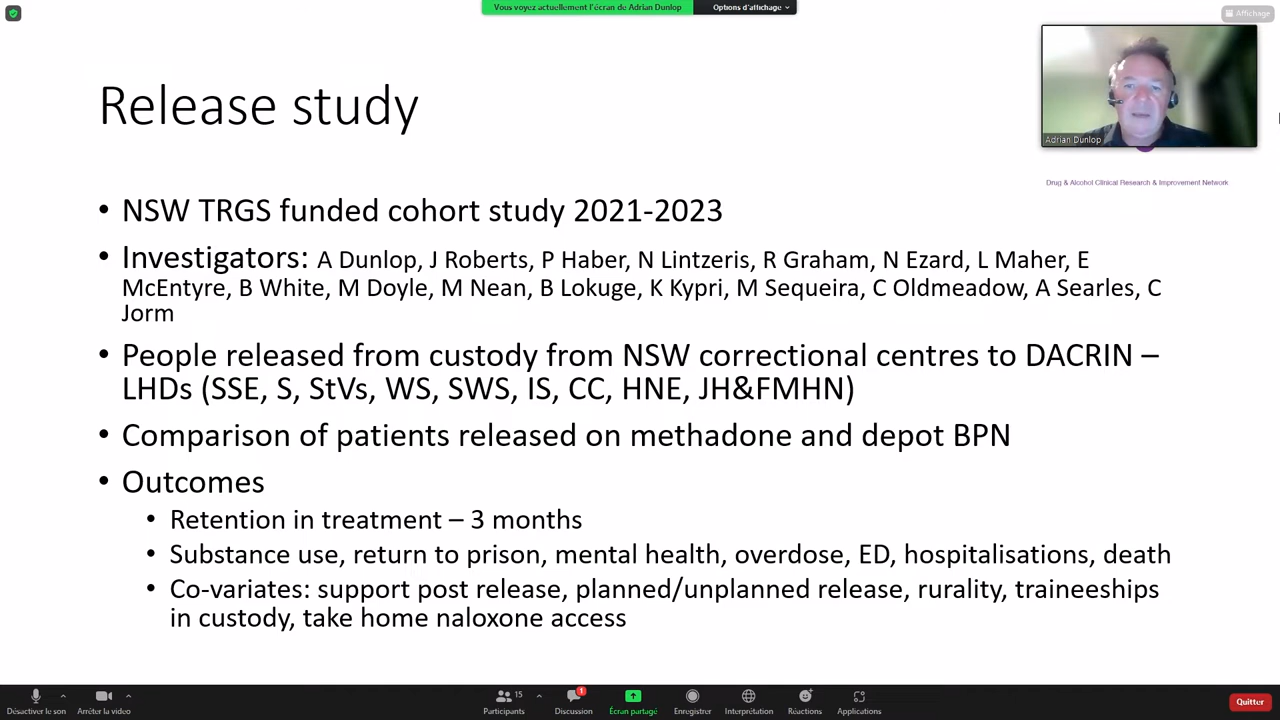 Vous voyez actuellement l'écran de Adrian Dunlop
Options d'affichage
Affichage
Release study
Adrian Dunlop
Drug & Alcohol Clinical Research & Improvement Network
• NSW TRGS funded cohort study 2021-2023
• Investigators: A Dunlop, J Roberts, P Haber, N Lintzeris, R Graham, N Ezard, L Maher, E
McEntyre, B White, M Doyle, M Nean, B Lokuge, K Kypri, M Sequeira, C Oldmeadow, A Searles, C
Jorm
• People released from custody from NSW correctional centres to DACRIN –
LHDs (SSE, S, StVs, WS, SWS, IS, CC, HNE, JH&FMHN)
• Comparison of patients released on methadone and depot BPN
• Outcomes
• Retention in treatment – 3 months
• Substance use, return to prison, mental health, overdose, ED, hospitalisations, death
• Co-variates: support post release, planned/unplanned release, rurality, traineeships
in custody, take home naloxone access
Désactiver le son
Arrêter la vidéo
15
Participants
1
Discussion
Écran partagé
Enregistrer
Interprétation
Réactions
Applications
Quitter